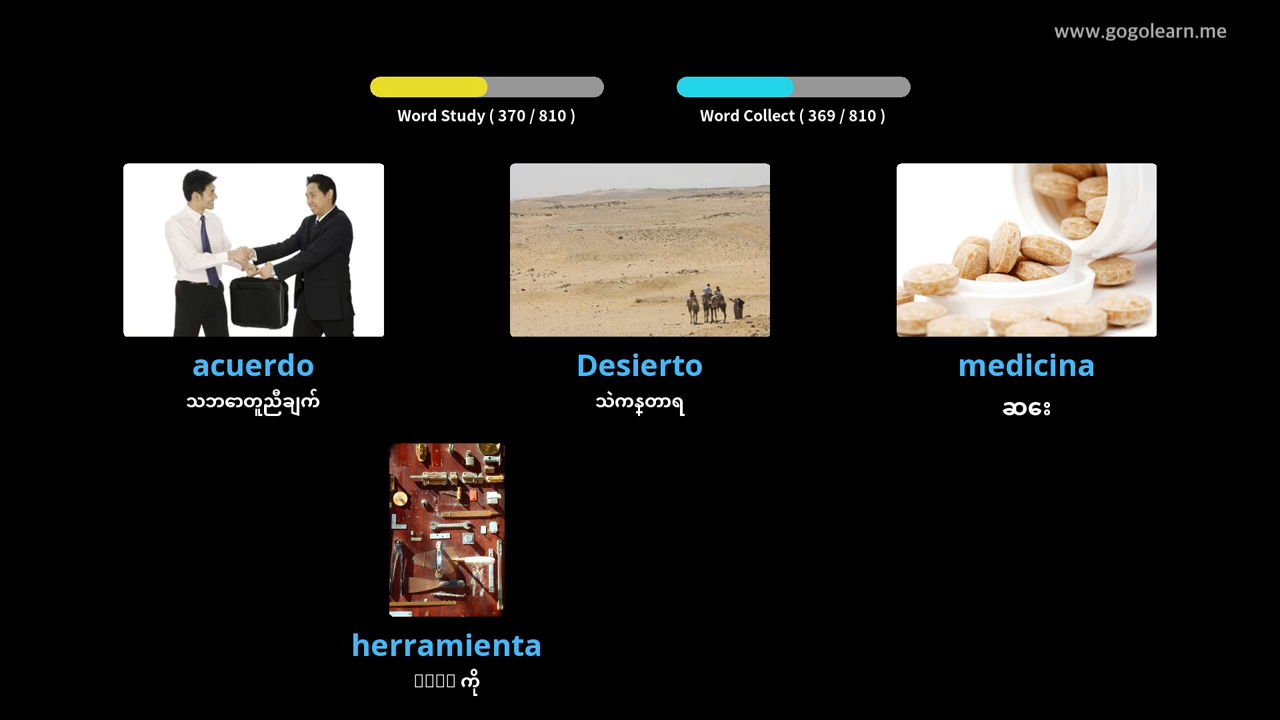 www.gogolearn.me
Word Study ( 370 / 810 )
Word Collect ( 369 / 810 )
acuerdo
Desierto
medicina
သဘောတူညီချက်
သဲကန္တာရ
ဆေး
herramienta
ကို